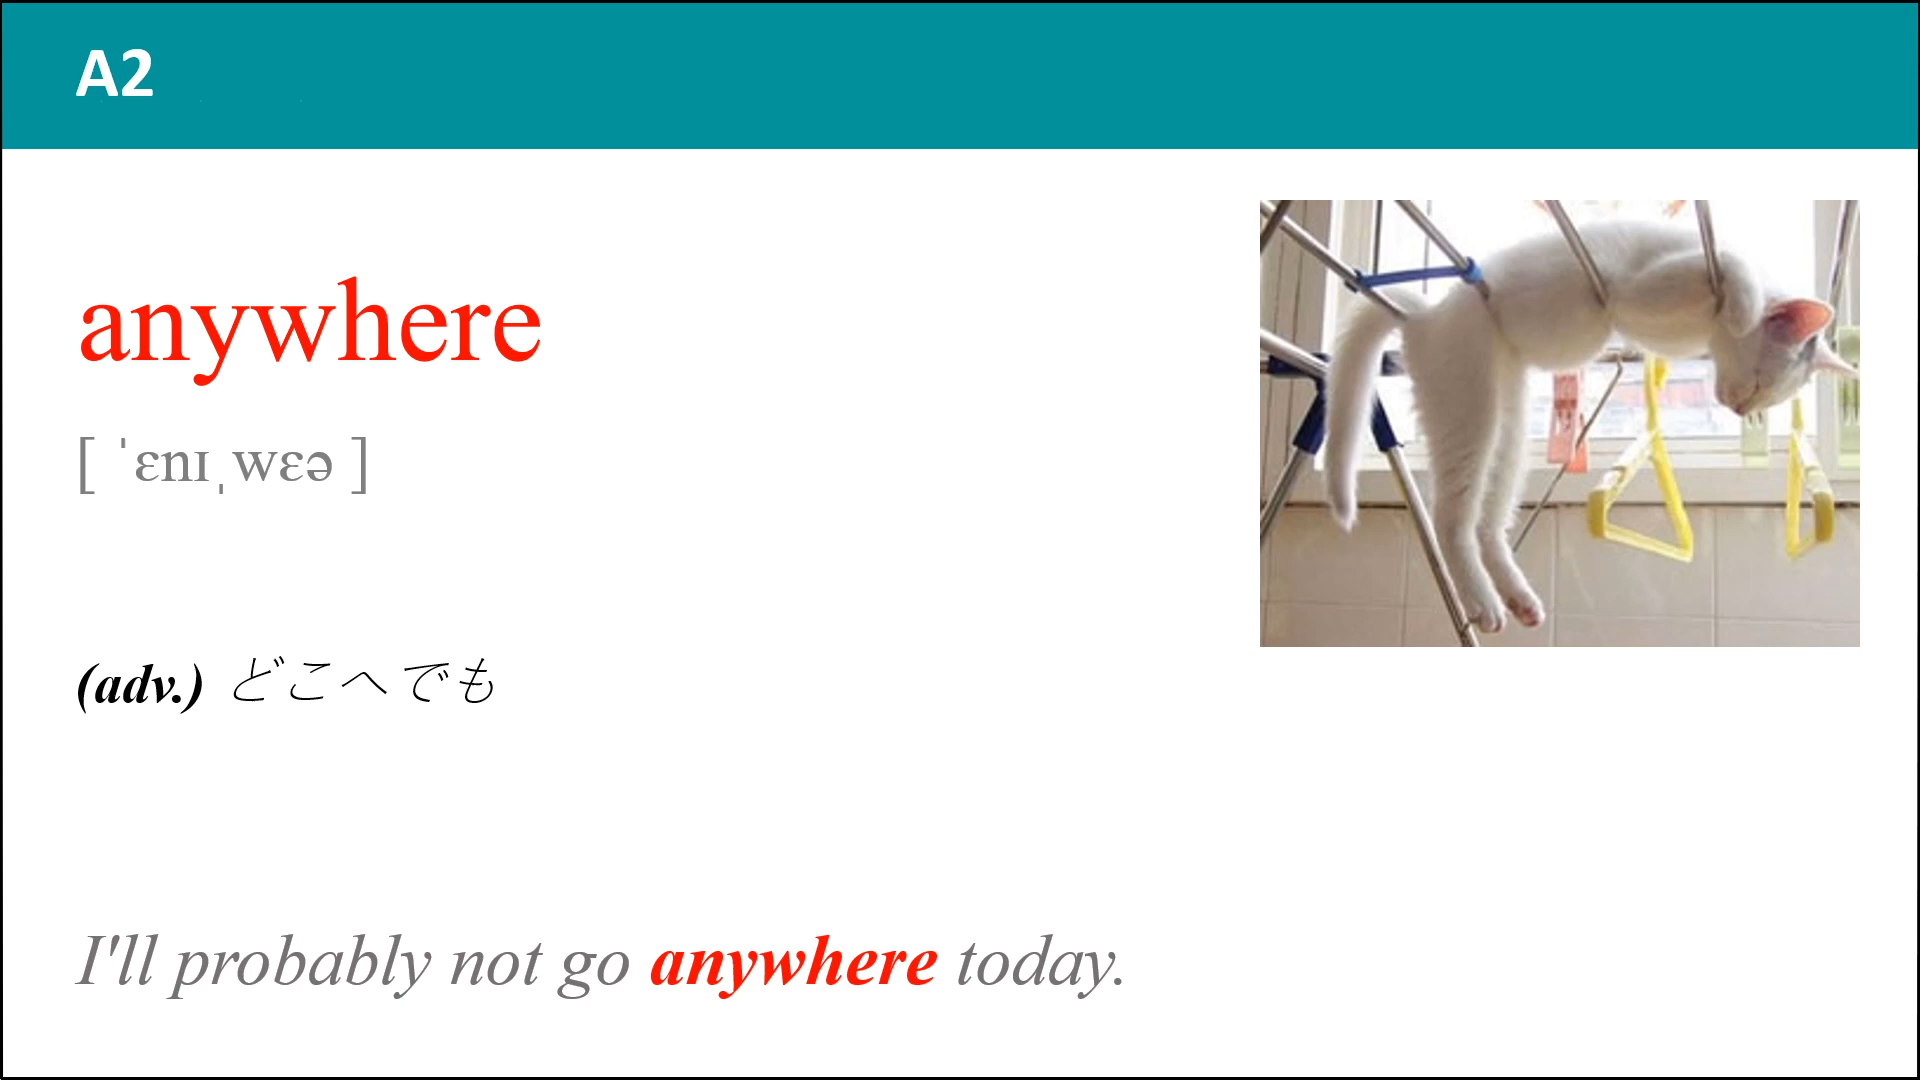 A2
anywhere
[ ˈɛnɪˌwɛə ]
(adv.) どこへでも
I'll probably not go anywhere today.